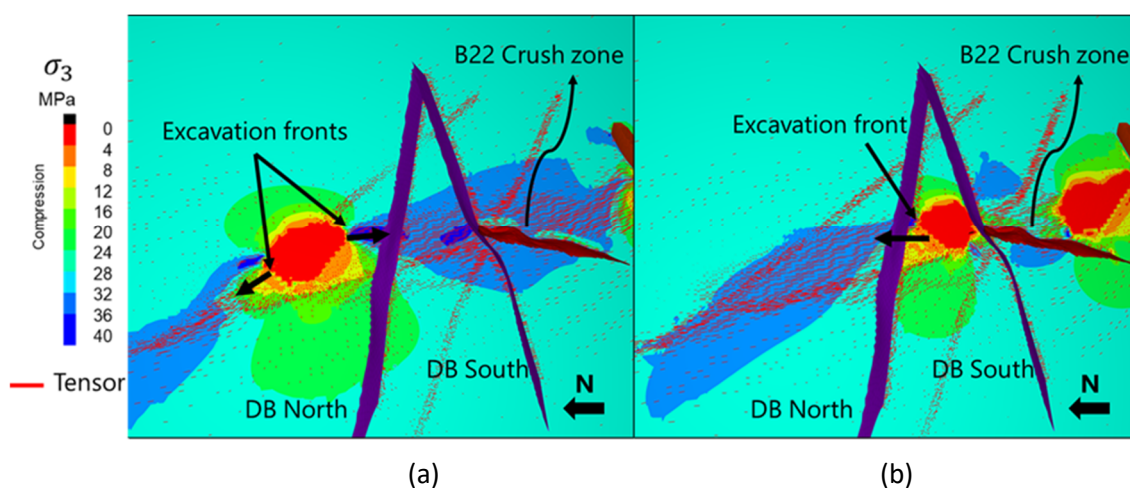 σ₃
MPa
0
4
8
12
16
20
24
28
32
36
40
Compression
Tensor
Excavation fronts
B22 Crush zone
DB South
DB North
N
Excavation front
B22 Crush zone
DB South
DB North
N
(a)
(b)